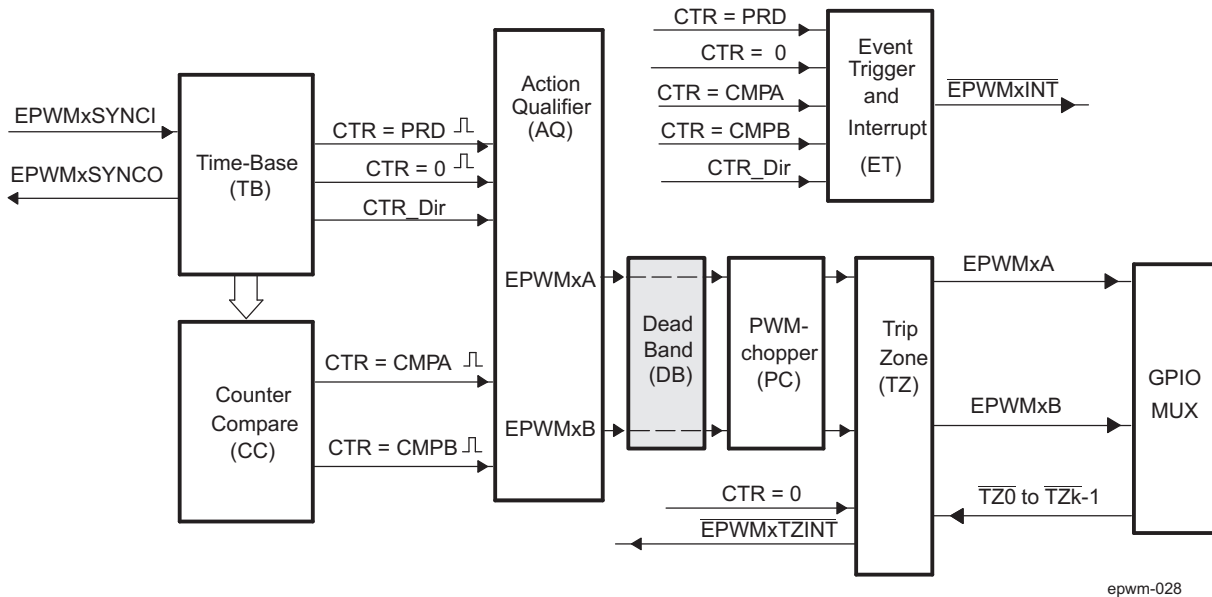 EPWMxSYNCI
EPWMxSYNCO
Time-Base
(TB)
CTR = PRD
CTR = 0
CTR_Dir
Counter
Compare
(CC)
CTR = CMPA
CTR = CMPB
Action
Qualifier
(AQ)
EPWMxA
EPWMxB
CTR = PRD
CTR = 0
CTR = CMPA
CTR = CMPB
CTR_Dir
Event
Trigger
and
Interrupt
(ET)
EPWMxINT
Dead
Band
(DB)
PWM-
chopper
(PC)
CTR = 0
EPWMxTZINT
Trip
Zone
(TZ)
EPWMxA
EPWMxB
TZ0 to TZk-1
GPIO
MUX
epwm-028